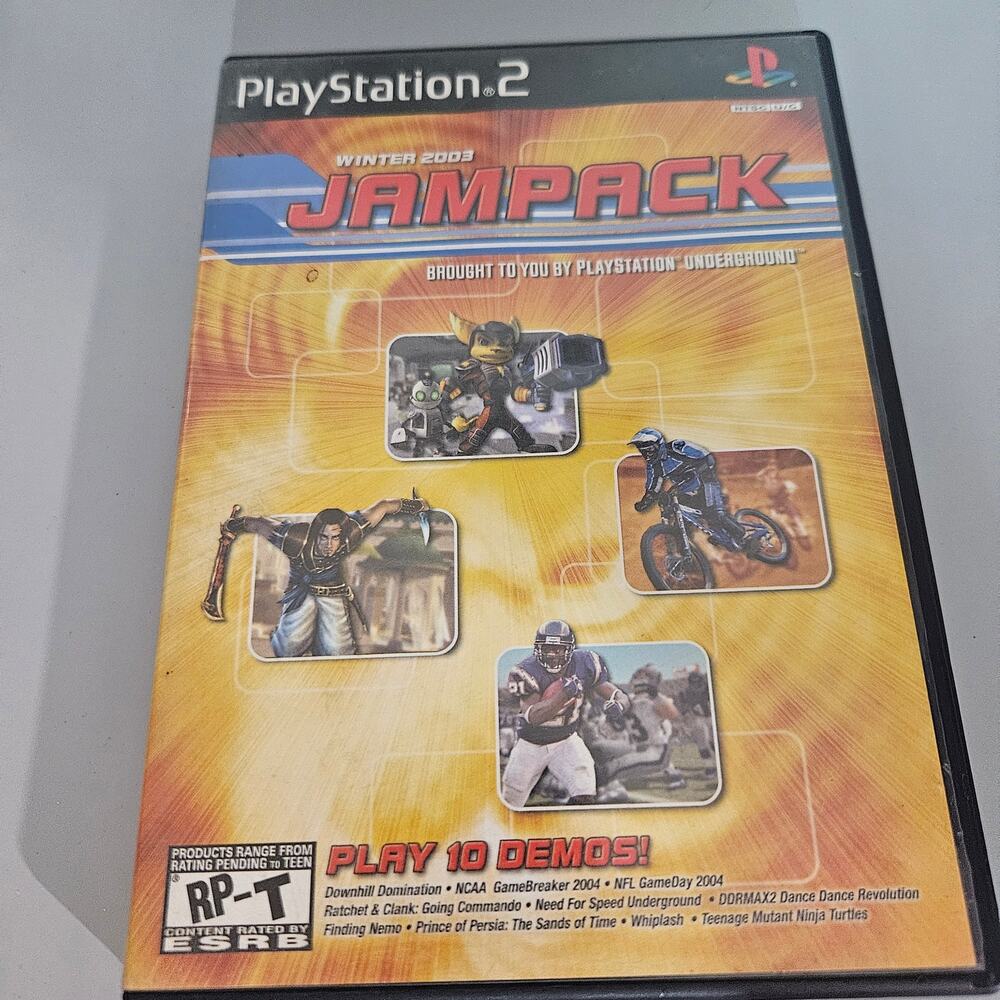 PlayStation®2
NTSC U/C
WINTER 2003
JAMPACK
BROUGHT TO YOU BY PLAYSTATION™ UNDERGROUND™
21
PRODUCTS RANGE FROM
RATING PENDING TO TEEN
RP-T
®
CONTENT RATED BY
ESRB
PLAY 10 DEMOS!
Downhill Domination • NCAA GameBreaker 2004 • NFL GameDay 2004
Ratchet & Clank: Going Commando • Need For Speed Underground • DDRMAX2 Dance Dance Revolution
Finding Nemo • Prince of Persia: The Sands of Time • Whiplash • Teenage Mutant Ninja Turtles